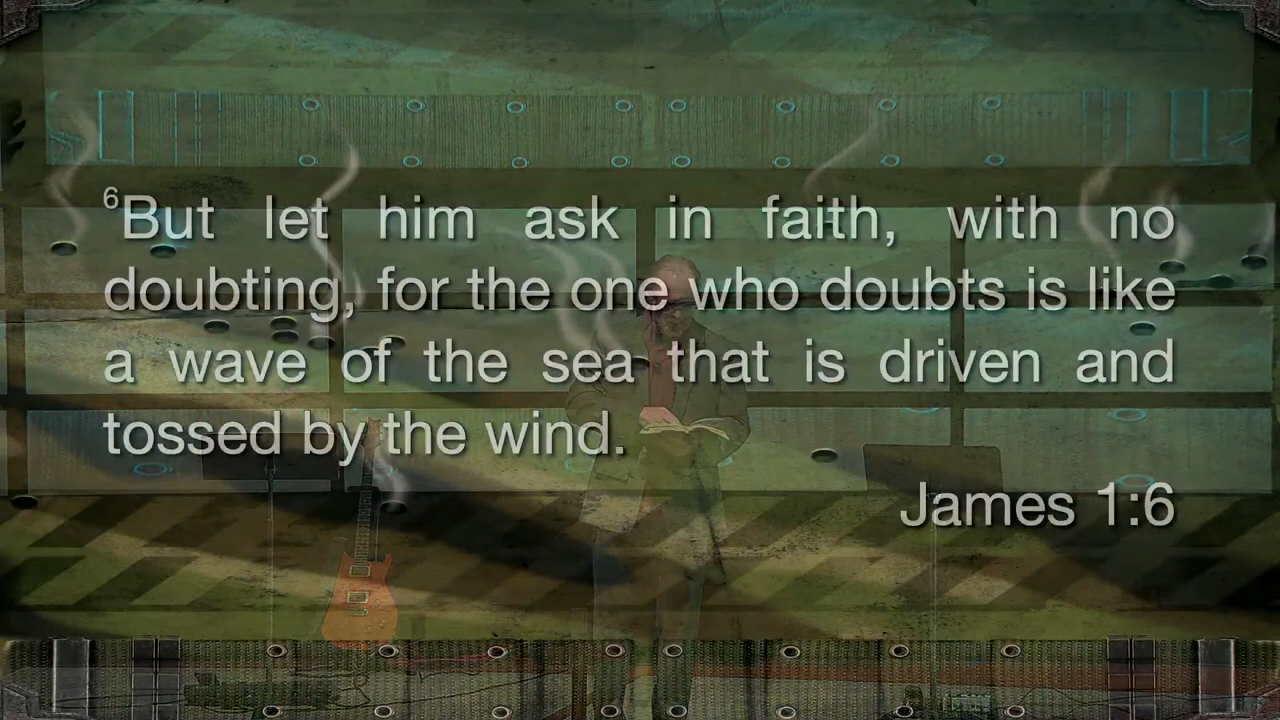 ⁶But let him ask in faith, with no
doubting, for the one who doubts is like
a wave of the sea that is driven and
tossed by the wind.
James 1:6